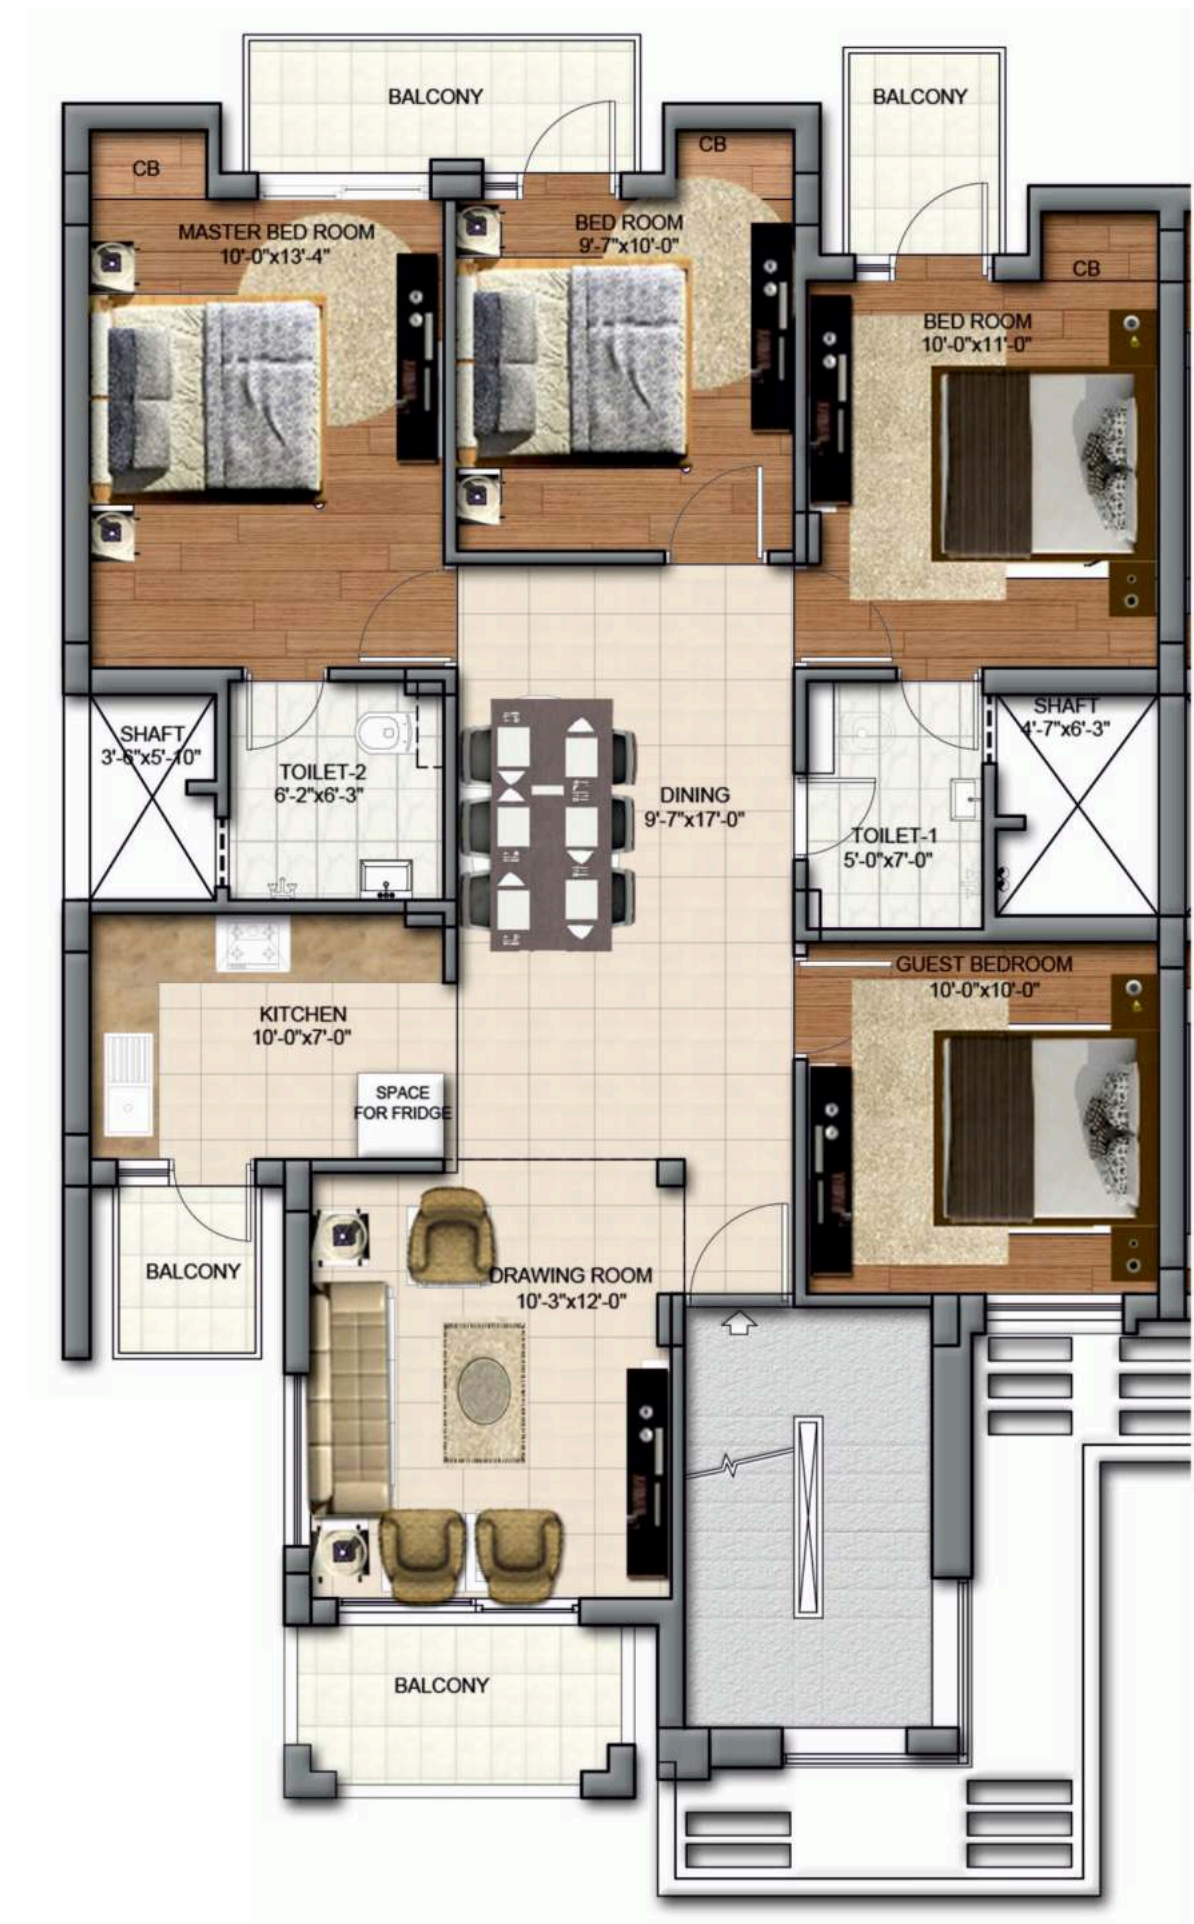 BALCONY
BALCONY
CB
CB
MASTER BED ROOM
10'-0"x13'-4"
BED ROOM
9'-7"x10'-0"
CB
BED ROOM
10'-0"x11'-0"
SHAFT
3'-6"x5'-10"
TOILET-2
6'-2"x6'-3"
DINING
9'-7"x17'-0"
SHAFT
4'-7"x6'-3"
TOILET-1
5'-0"x7'-0"
KITCHEN
10'-0"x7'-0"
GUEST BEDROOM
10'-0"x10'-0"
SPACE
FOR FRIDGE
BALCONY
DRAWING ROOM
10'-3"x12'-0"
BALCONY